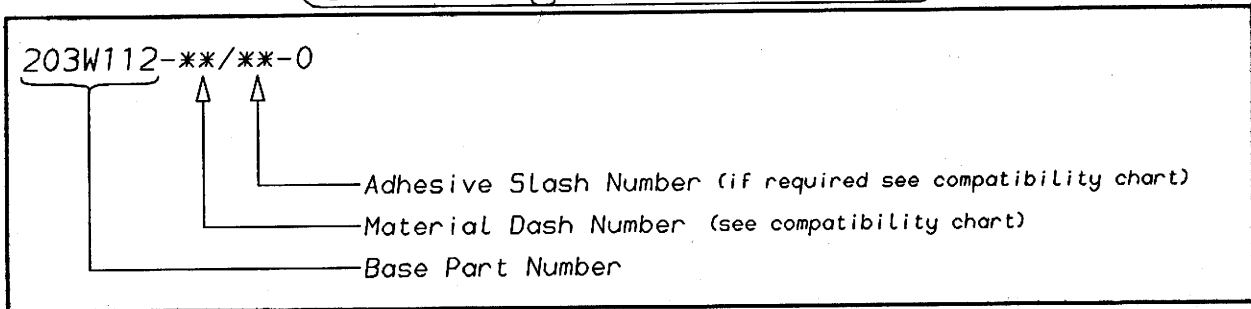 203W112-**/**-0
Adhesive Slash Number (if required see compatibility chart)
Material Dash Number (see compatibility chart)
Base Part Number